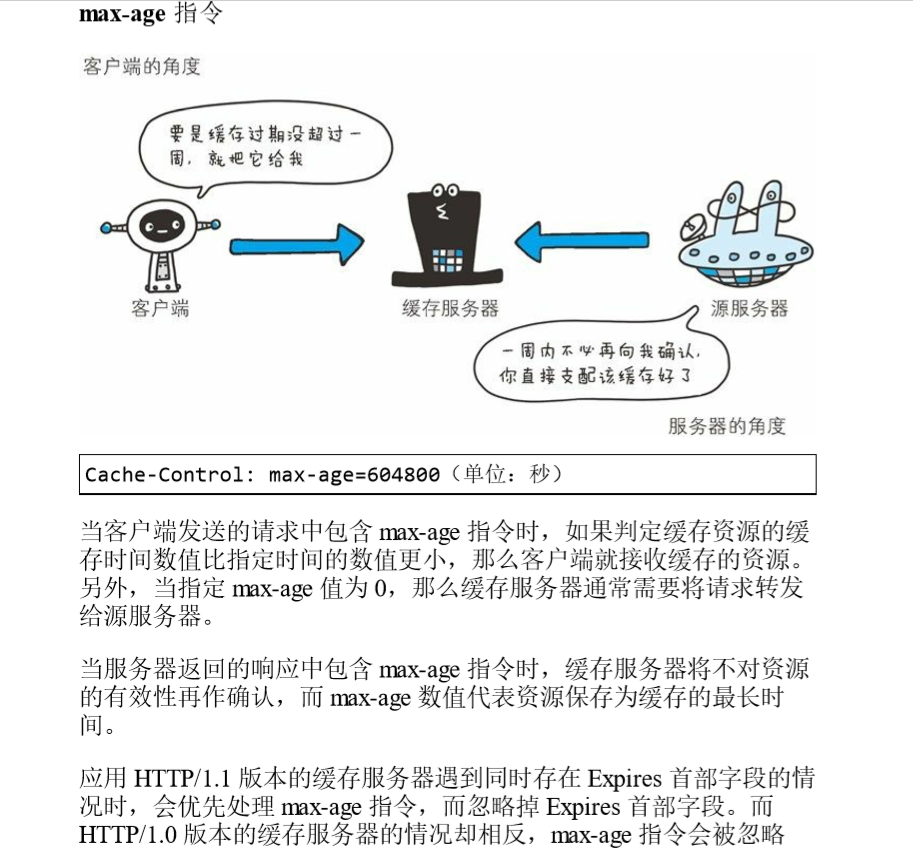 max-age 指令
客户端的角度
要是缓存过期没超过一
周，就把它给我
客户端
缓存服务器
源服务器
一周内不必再向我确认，
你直接支配该缓存好了
服务器的角度
Cache-Control: max-age=604800（单位：秒）
当客户端发送的请求中包含 max-age 指令时，如果判定缓存资源的缓
存时间数值比指定时间的数值更小，那么客户端就接收缓存的资源。
另外，当指定 max-age 值为 0，那么缓存服务器通常需要将请求转发
给源服务器。
当服务器返回的响应中包含 max-age 指令时，缓存服务器将不对资源
的有效性再作确认，而 max-age 数值代表资源保存为缓存的最长时
间。
应用 HTTP/1.1 版本的缓存服务器遇到同时存在 Expires 首部字段的情
况时，会优先处理 max-age 指令，而忽略掉 Expires 首部字段。而
HTTP/1.0 版本的缓存服务器的情况却相反，max-age 指令会被忽略